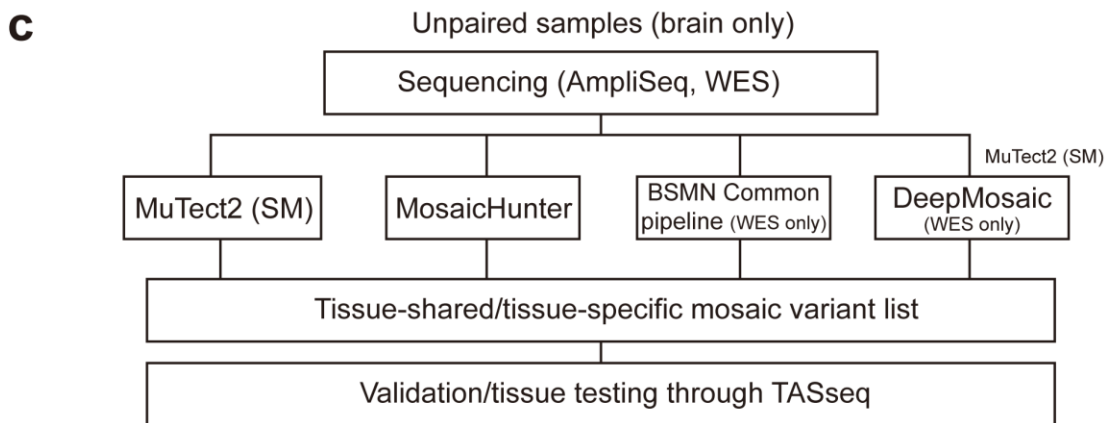 c
Unpaired samples (brain only)
Sequencing (AmpliSeq, WES)
MuTect2 (SM)
MuTect2 (SM)
MosaicHunter
BSMN Common
pipeline (WES only)
DeepMosaic
(WES only)
Tissue-shared/tissue-specific mosaic variant list
Validation/tissue testing through TASseq